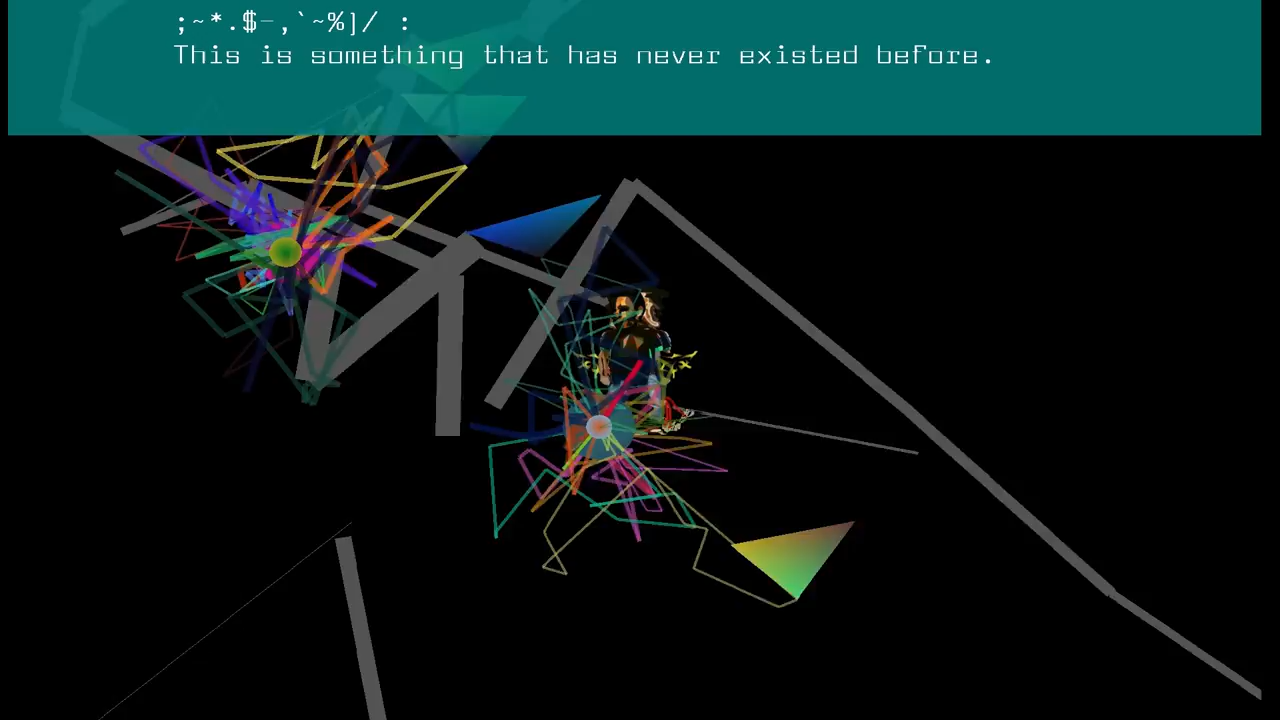 ;~*.$-,`~%]/ :
This is something that has never existed before.